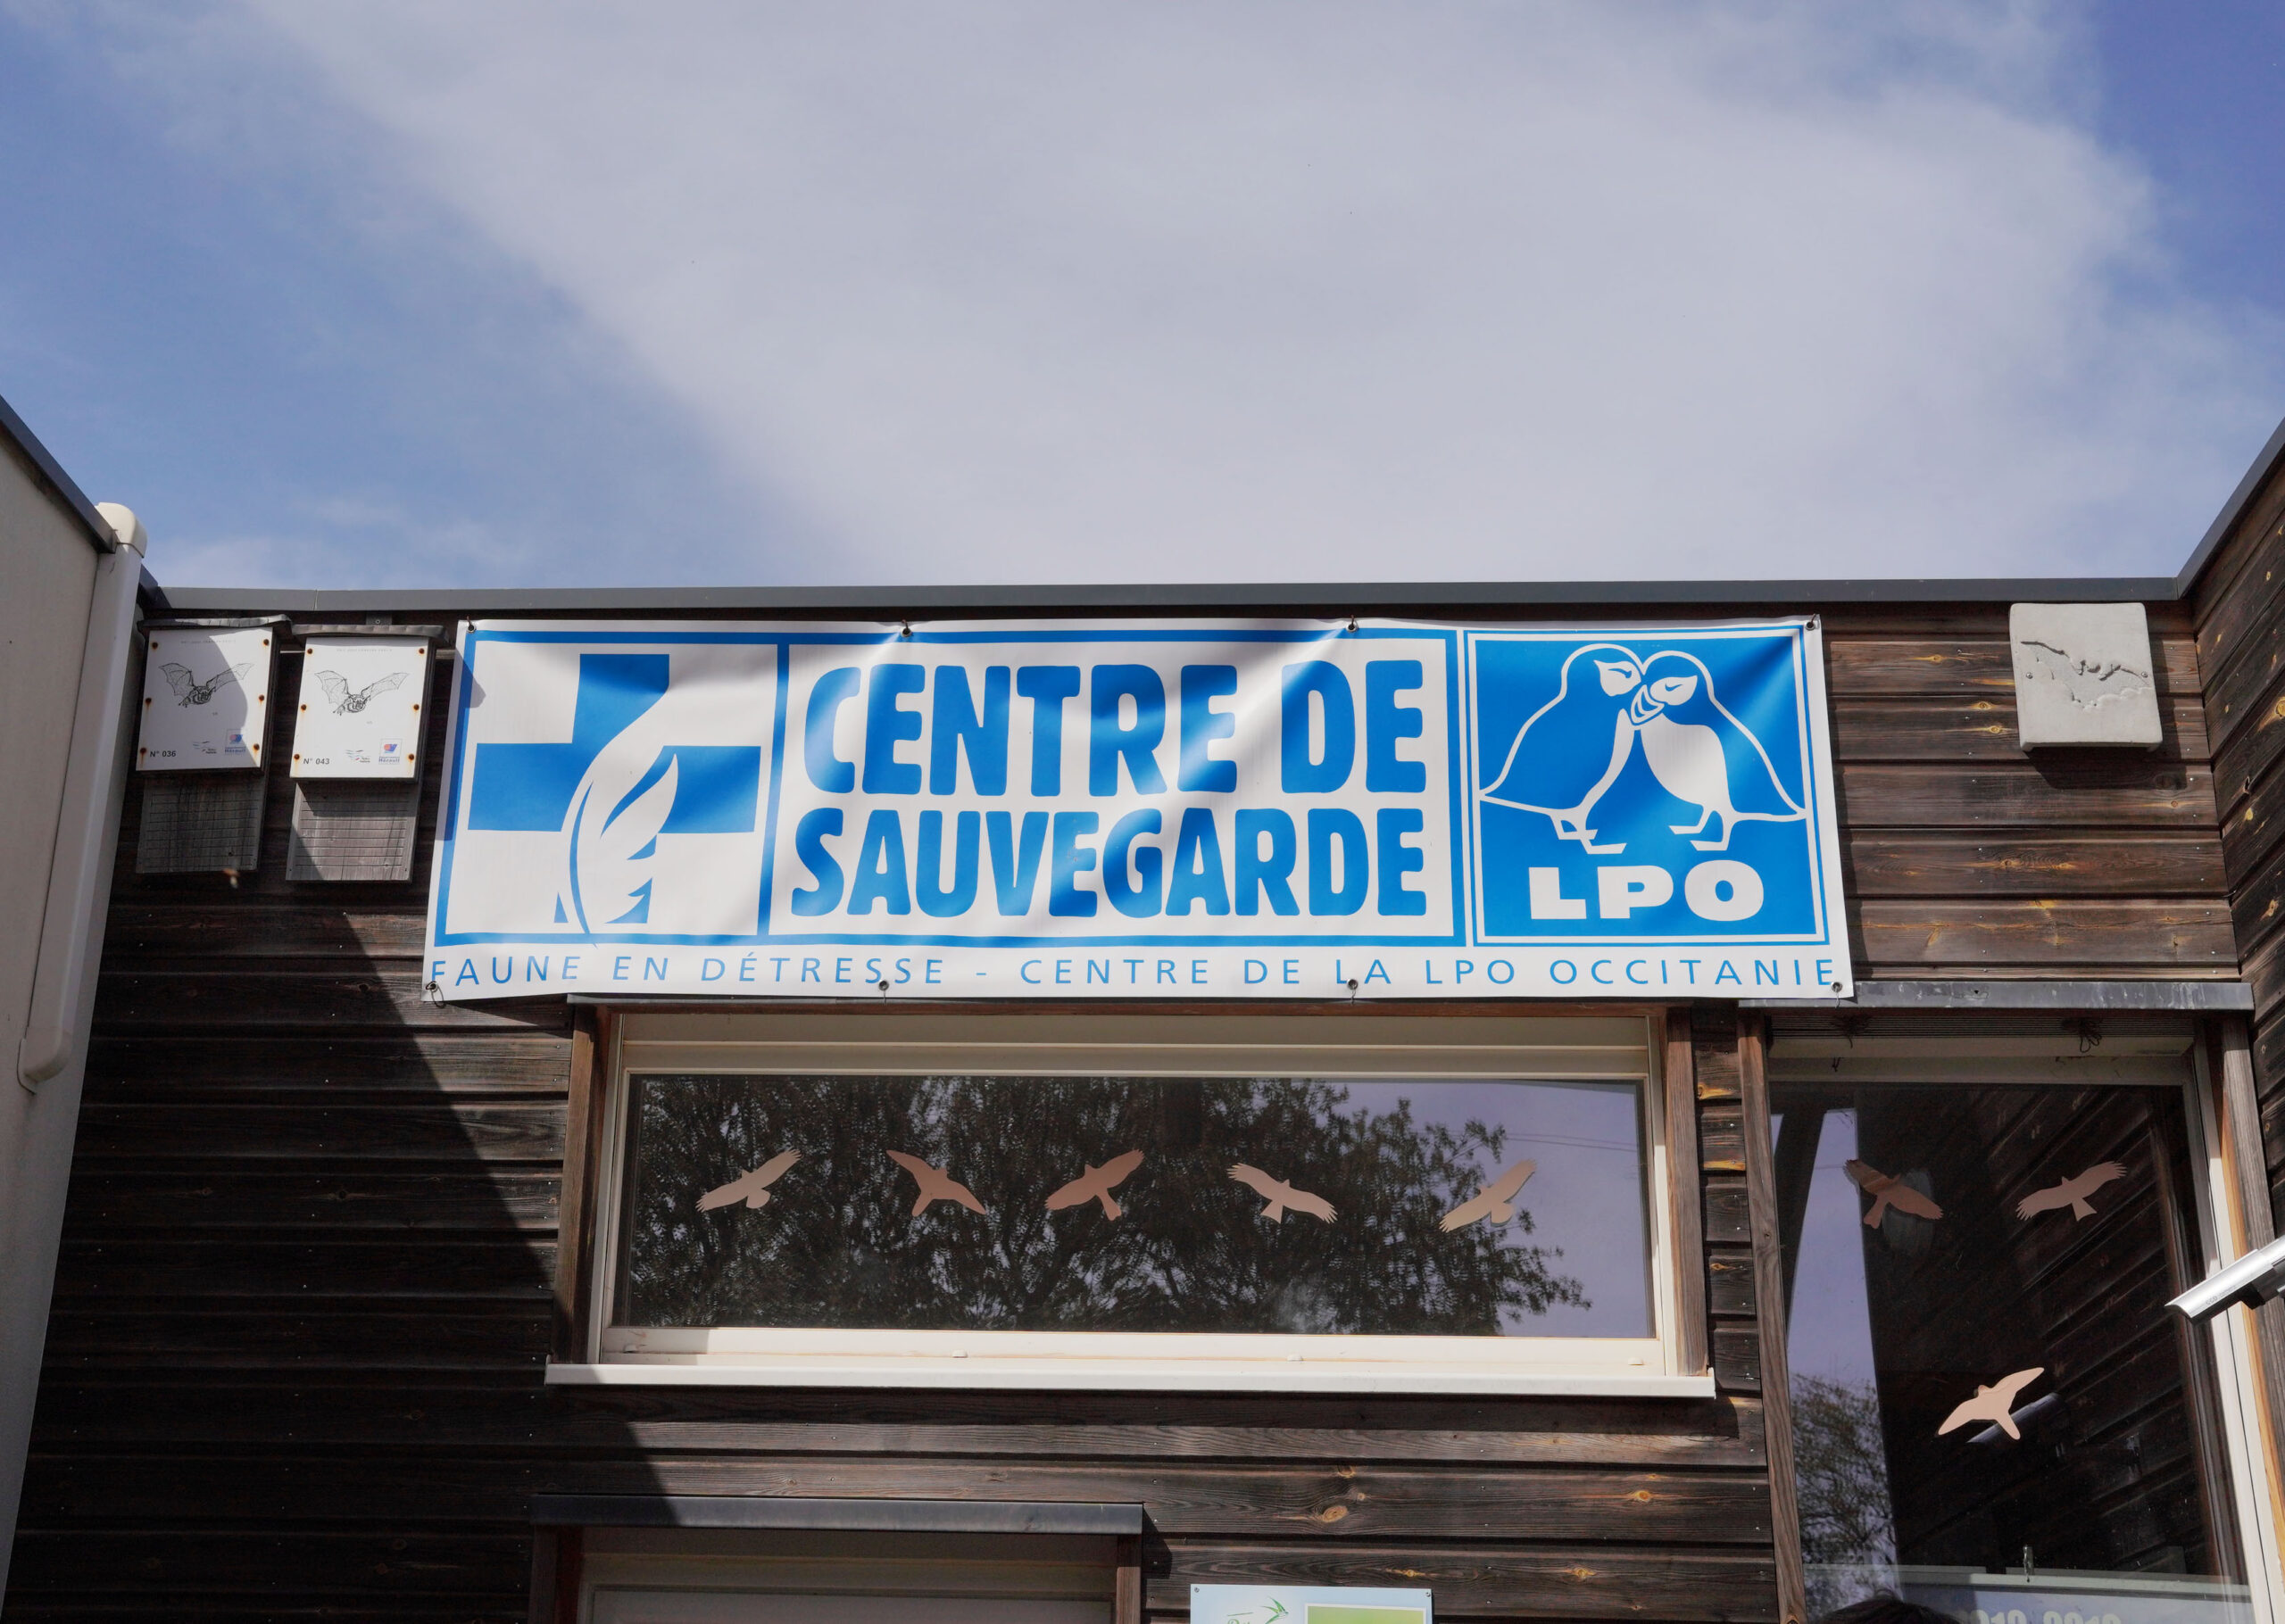 CENTRE DE
SAUVEGARDE
LPO
FAUNE EN DÉTRESSE - CENTRE DE LA LPO OCCITANIE
N° 036
N° 043